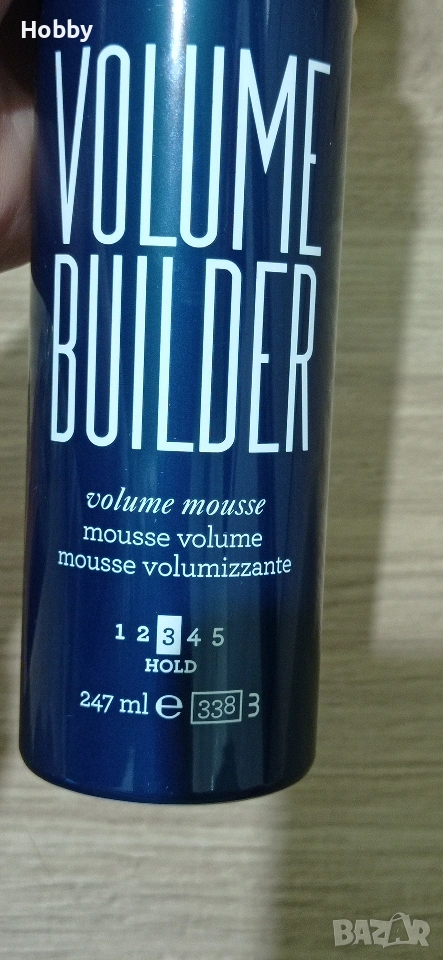 Hobby
VOLUME
BUILDER
volume mousse
mousse volume
mousse volumizzante
1 2 3 4 5
HOLD
247 ml e 338 3
BAZAR